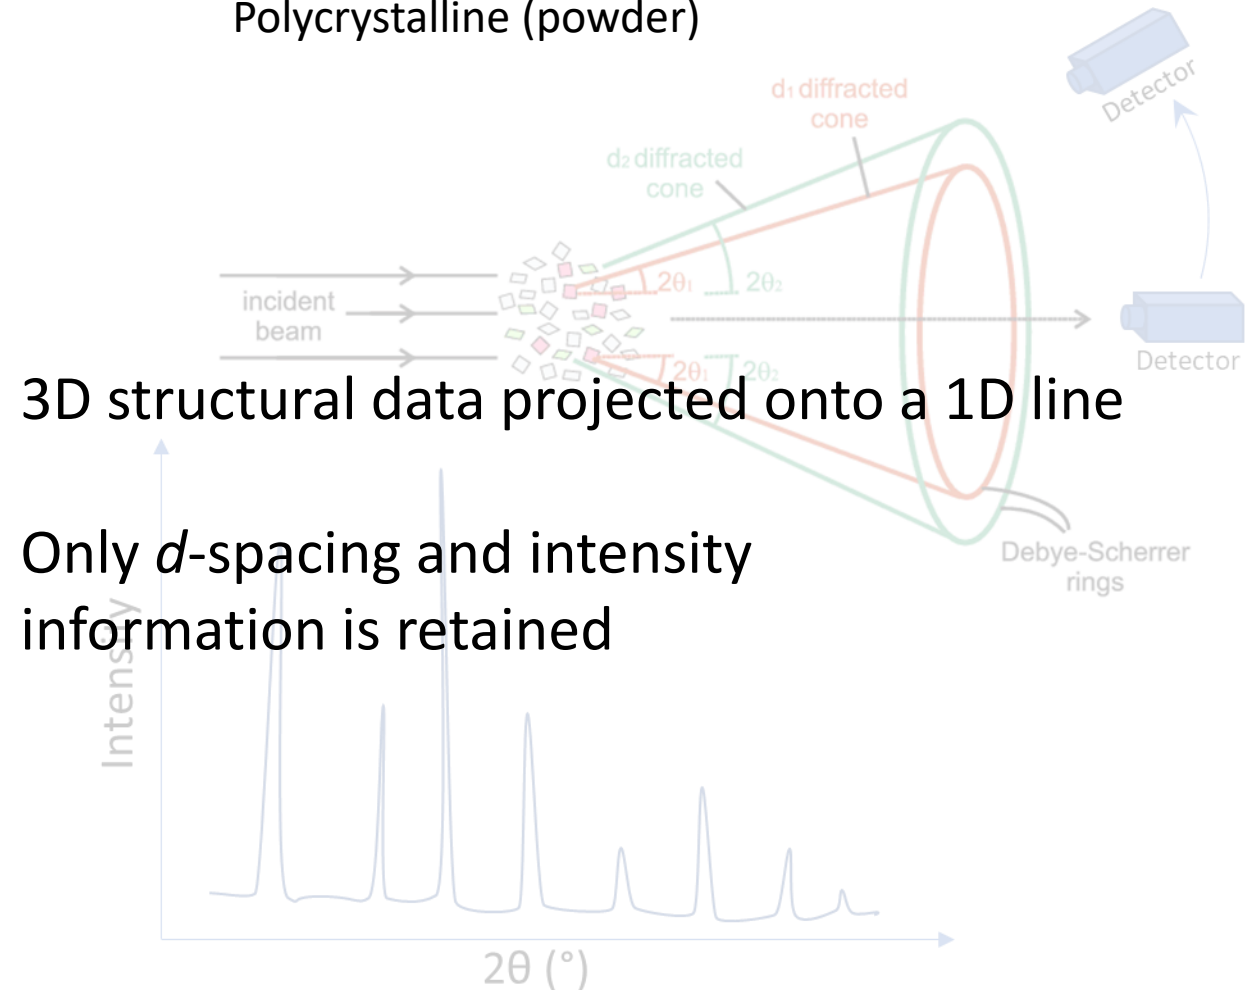 Polycrystalline (powder)
Detector
d₁ diffracted
cone
d₂ diffracted
cone
incident
beam
2θ₁
2θ₂
Detector
2θ₁
2θ₂
3D structural data projected onto a 1D line
Only d-spacing and intensity
information is retained
Debye-Scherrer
rings
Intensity
2θ (°)